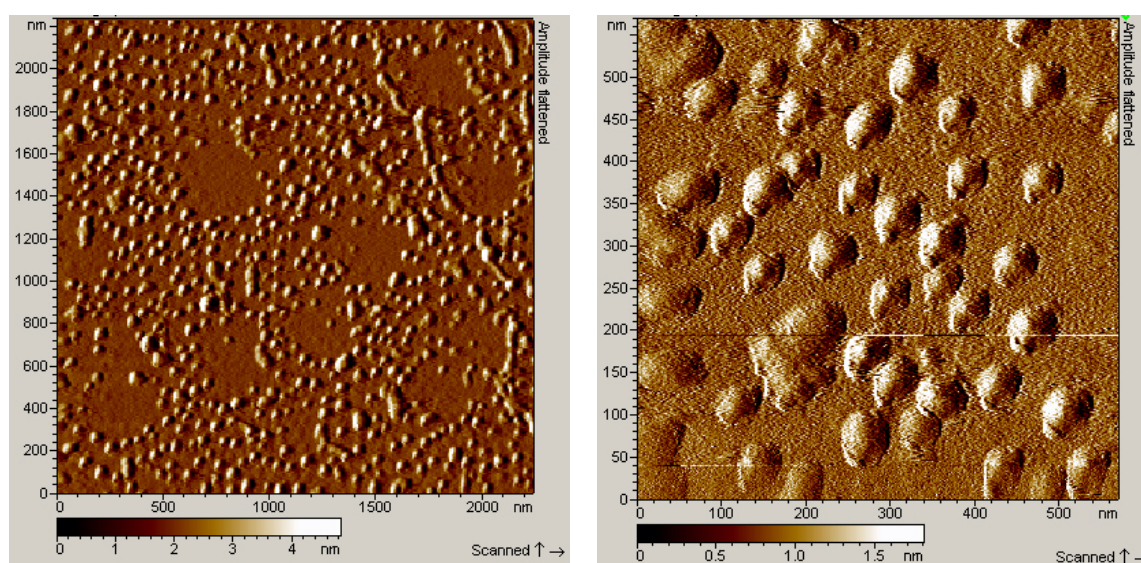 nm
2000
1800
1600
1400
1200
1000
800
600
400
200
0
0 500 1000 1500 2000 nm
Amplitude flattened
0 1 2 3 4 nm
Scanned ↑ →
nm
500
450
400
350
300
250
200
150
100
50
0
0 100 200 300 400 500 nm
Amplitude flattened
0 0.5 1.0 1.5 nm
Scanned ↑ →